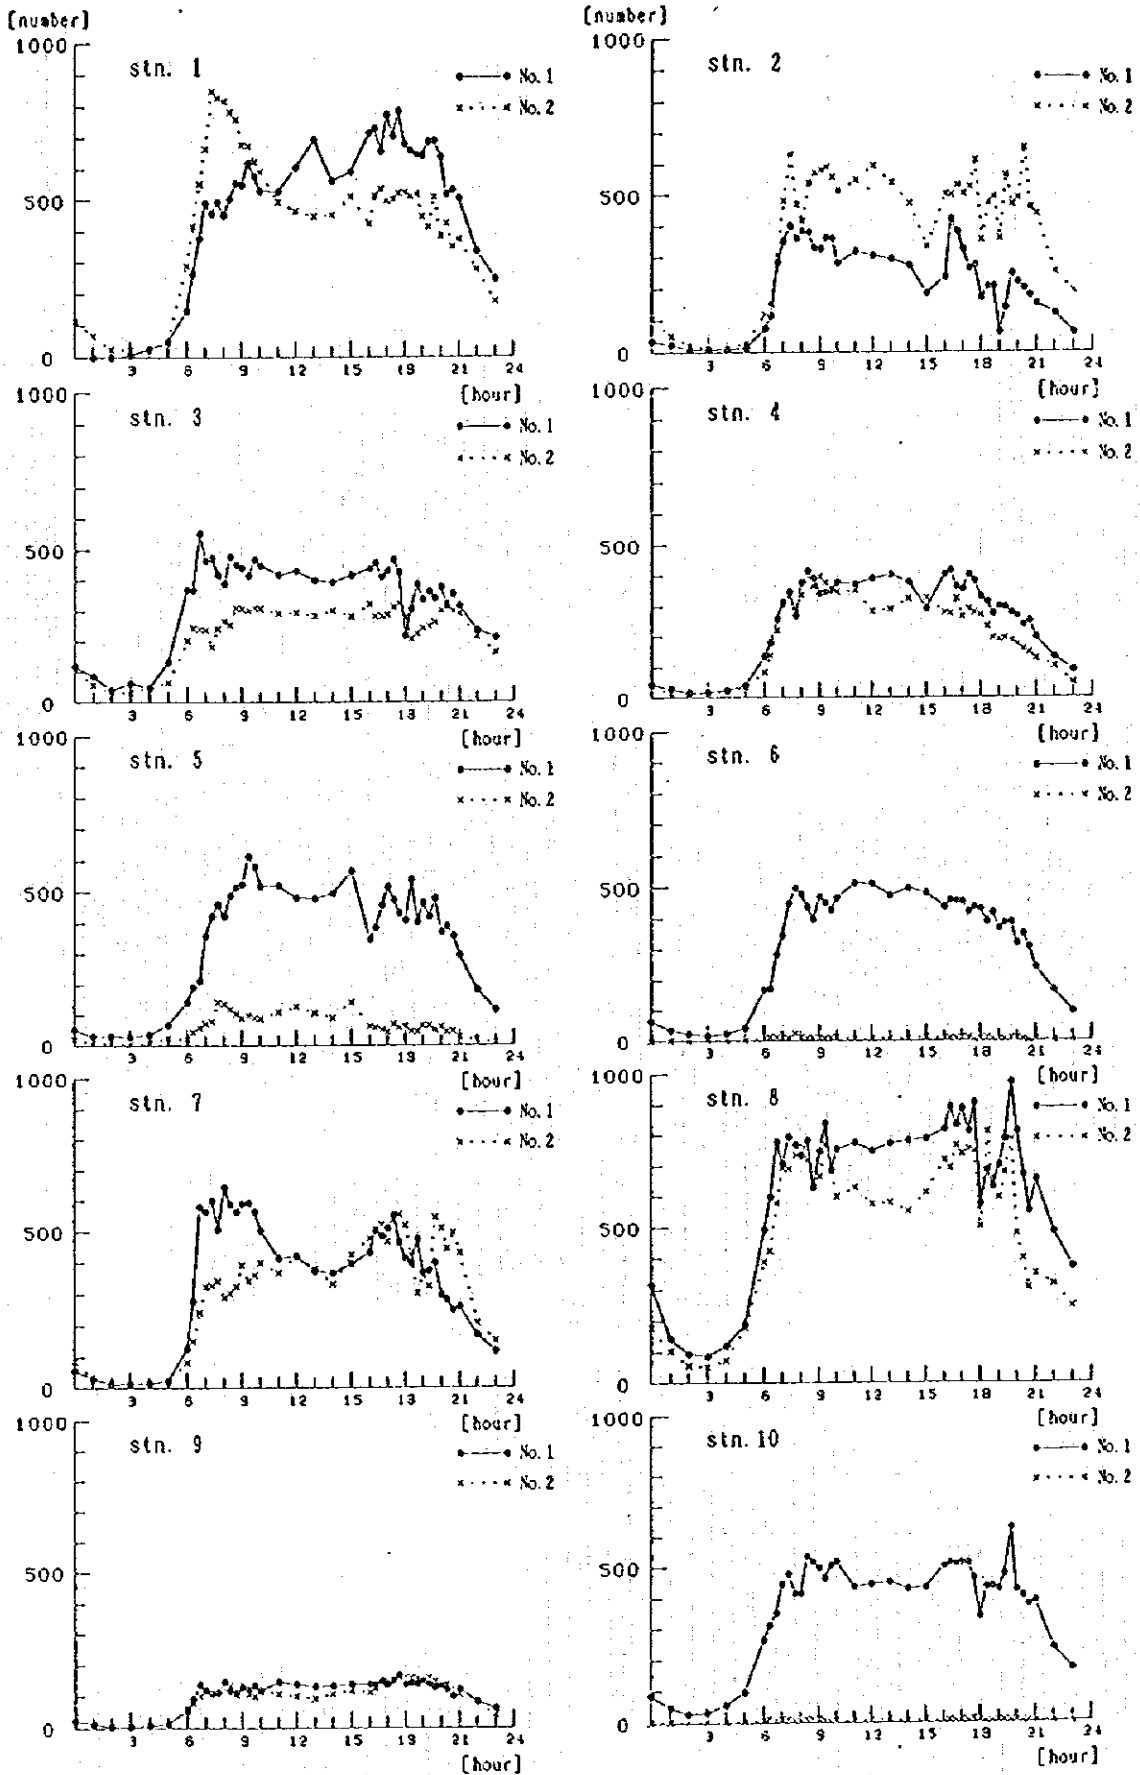 [number]
1000
stn. 1
No. 1
No. 2
500
0
3 6 9 12 15 18 21 24
[hour]
[number]
1000
stn. 2
No. 1
No. 2
500
0
3 6 9 12 15 18 21 24
[hour]
1000
stn. 3
No. 1
No. 2
500
0
3 6 9 12 15 18 21 24
[hour]
1000
stn. 4
No. 1
No. 2
500
0
3 6 9 12 15 18 21 24
[hour]
1000
stn. 5
No. 1
No. 2
500
0
3 6 9 12 15 18 21 24
[hour]
1000
stn. 6
No. 1
No. 2
500
0
3 6 9 12 15 18 21 24
[hour]
1000
stn. 7
No. 1
No. 2
500
0
3 6 9 12 15 18 21 24
[hour]
1000
stn. 8
No. 1
No. 2
500
0
3 6 9 12 15 18 21 24
[hour]
1000
stn. 9
No. 1
No. 2
500
0
3 6 9 12 15 18 21 24
[hour]
1000
stn. 10
No. 1
No. 2
500
0
3 6 9 12 15 18 21 24
[hour]